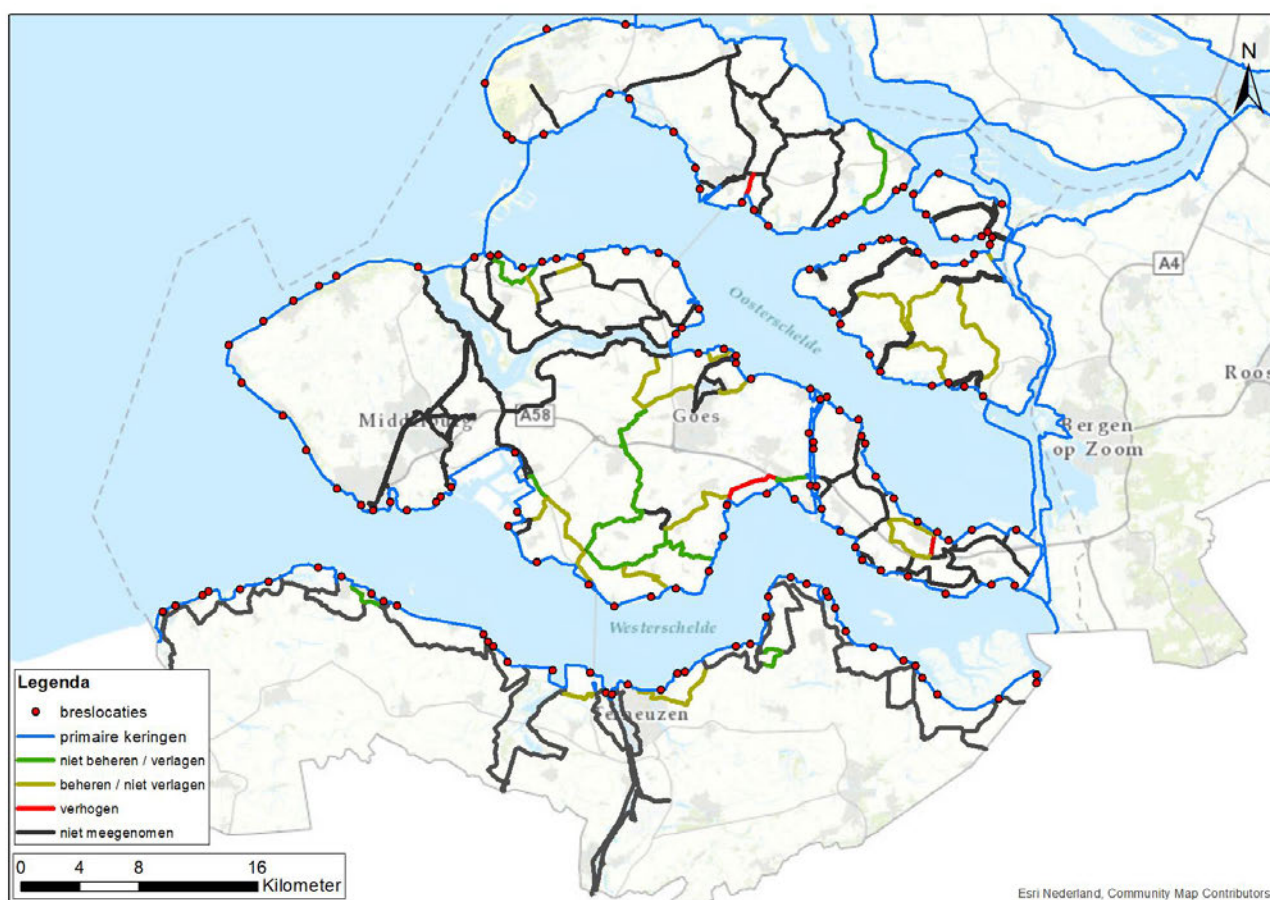 N
A4
Oosterschelde
Roos
Middelburg
A58
Goes
Bergen
op Zoom
Westerschelde
Terneuzen
Legenda
breslocaties
primaire keringen
niet beheren / verlagen
beheren / niet verlagen
verhogen
niet meegenomen
0 4 8 16
Kilometer
Esri Nederland, Community Map Contributors